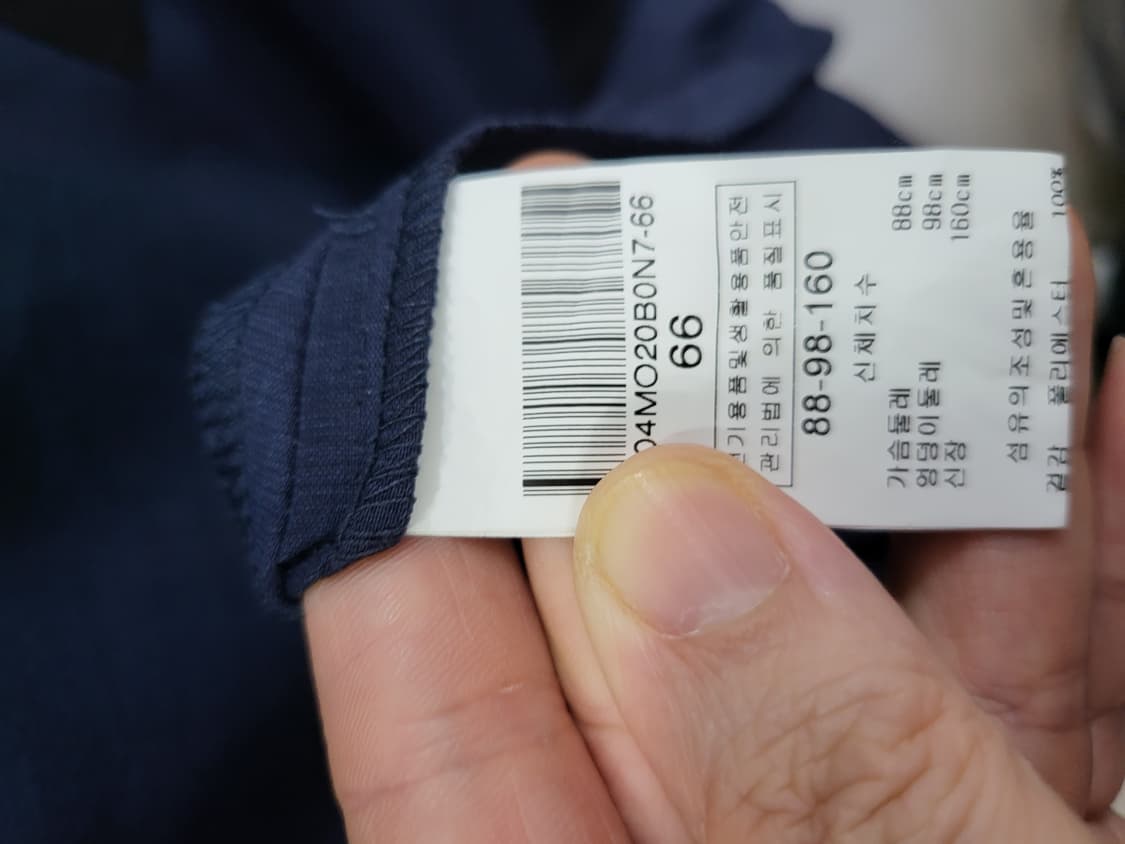 04MO20B0N7-66
66
전기용품및생활용품안전
관리법에 의한 품질표시
88-98-160
신체치수
가슴둘레 88cm
엉덩이둘레 98cm
신장 160cm
섬유의조성및혼용율
겉감 폴리에스터 100%